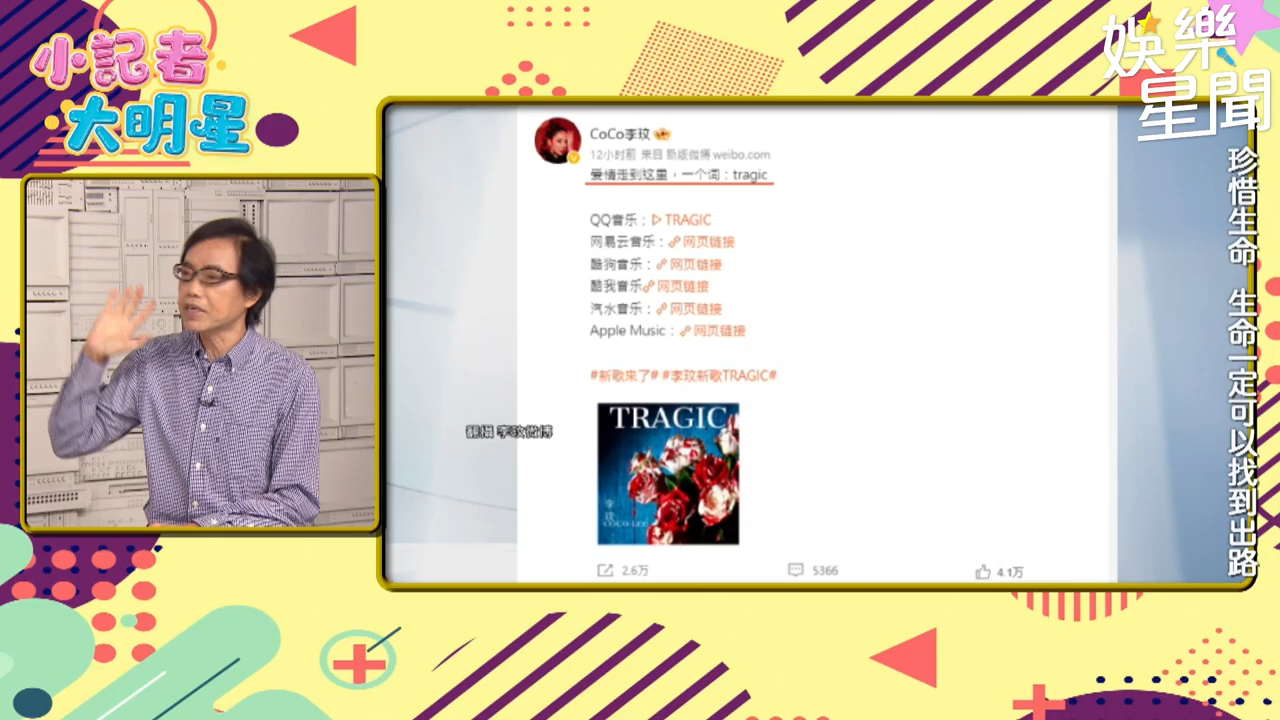 小記者
大明星
娛樂
星聞
珍惜生命 生命一定可以找到出路
CoCo李玟
12小时前 来自 新版微博 weibo.com
爱情走到这里，一个词：tragic
QQ音乐：TRAGIC
网易云音乐：网页链接
酷狗音乐：网页链接
酷我音乐网页链接
汽水音乐：网页链接
Apple Music：网页链接
#新歌来了# #李玟新歌TRAGIC#
翻攝 李玟微博
TRAGIC
李
玟
COCO LEE
2.6万
5366
4.1万